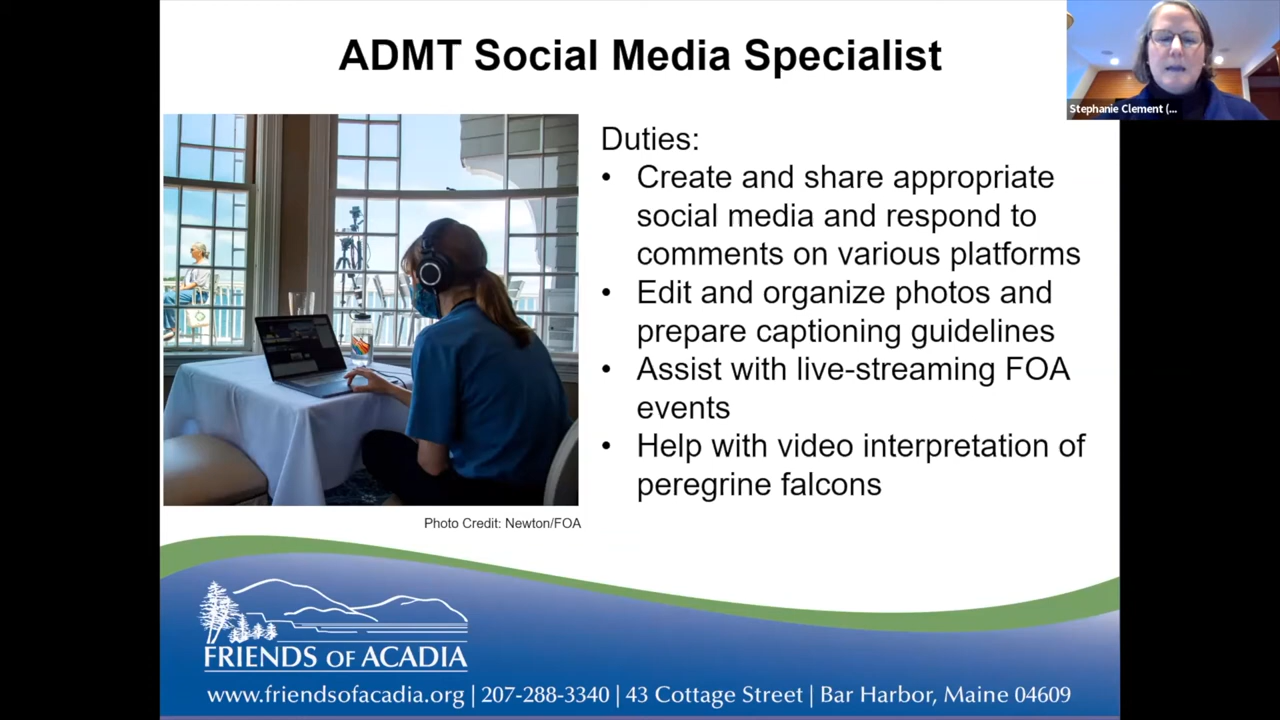 ADMT Social Media Specialist
Stephanie Clement (...
Duties:
• Create and share appropriate
social media and respond to
comments on various platforms
• Edit and organize photos and
prepare captioning guidelines
• Assist with live-streaming FOA
events
• Help with video interpretation of
peregrine falcons
Photo Credit: Newton/FOA
FRIENDS OF ACADIA
www.friendsofacadia.org | 207-288-3340 | 43 Cottage Street | Bar Harbor, Maine 04609